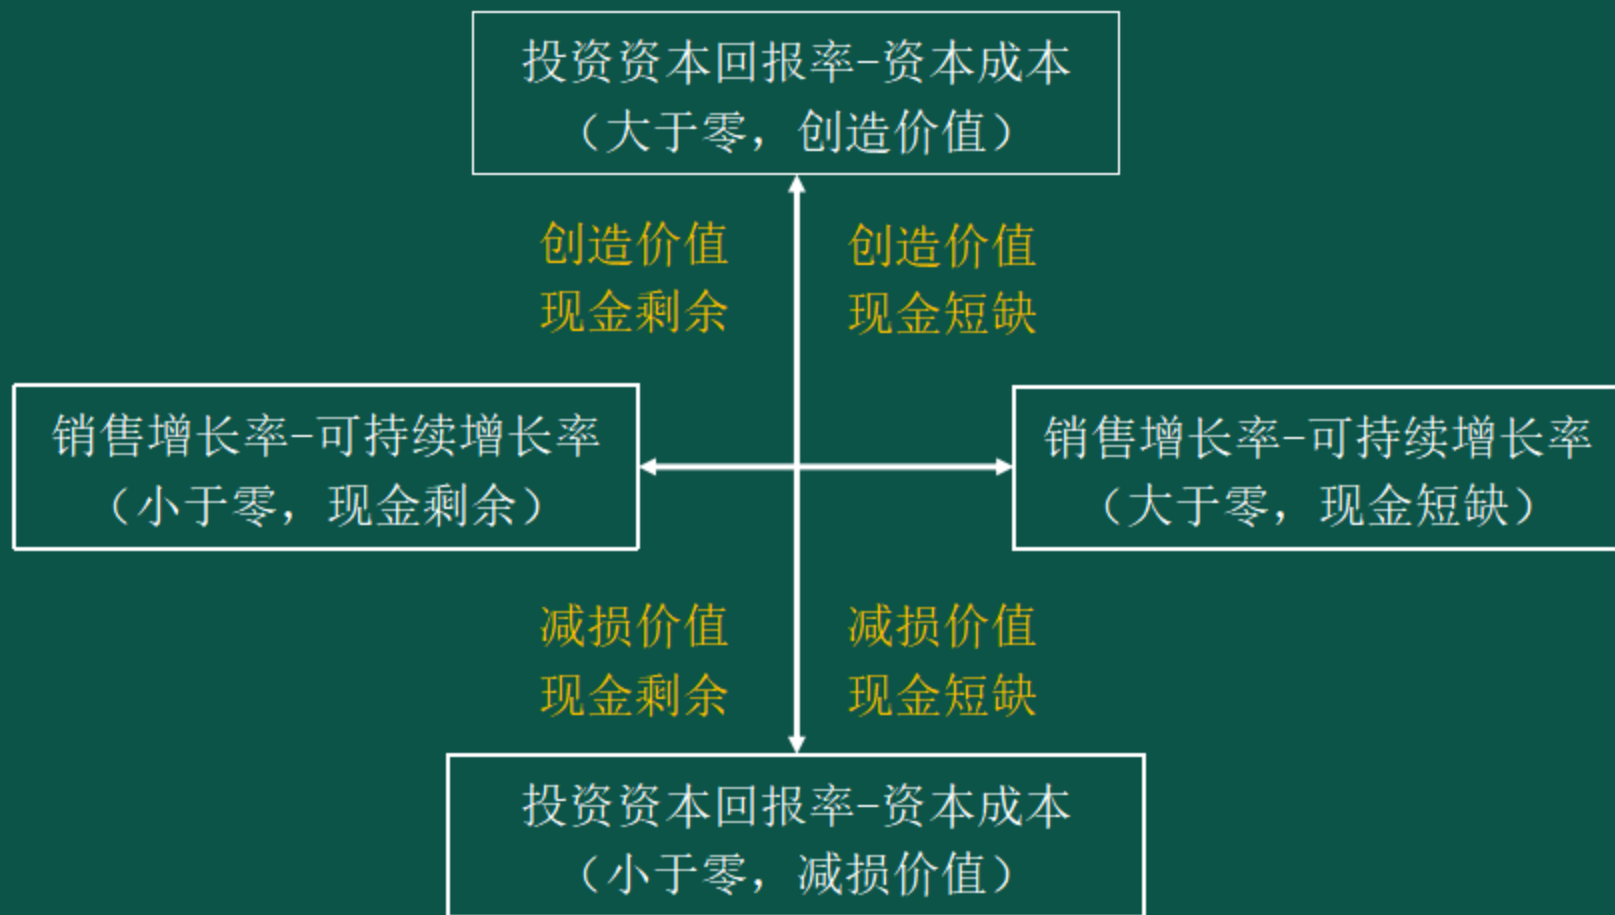 投资资本回报率–资本成本
（大于零，创造价值）
创造价值
现金剩余
创造价值
现金短缺
销售增长率–可持续增长率
（小于零，现金剩余）
销售增长率–可持续增长率
（大于零，现金短缺）
减损价值
现金剩余
减损价值
现金短缺
投资资本回报率–资本成本
（小于零，减损价值）